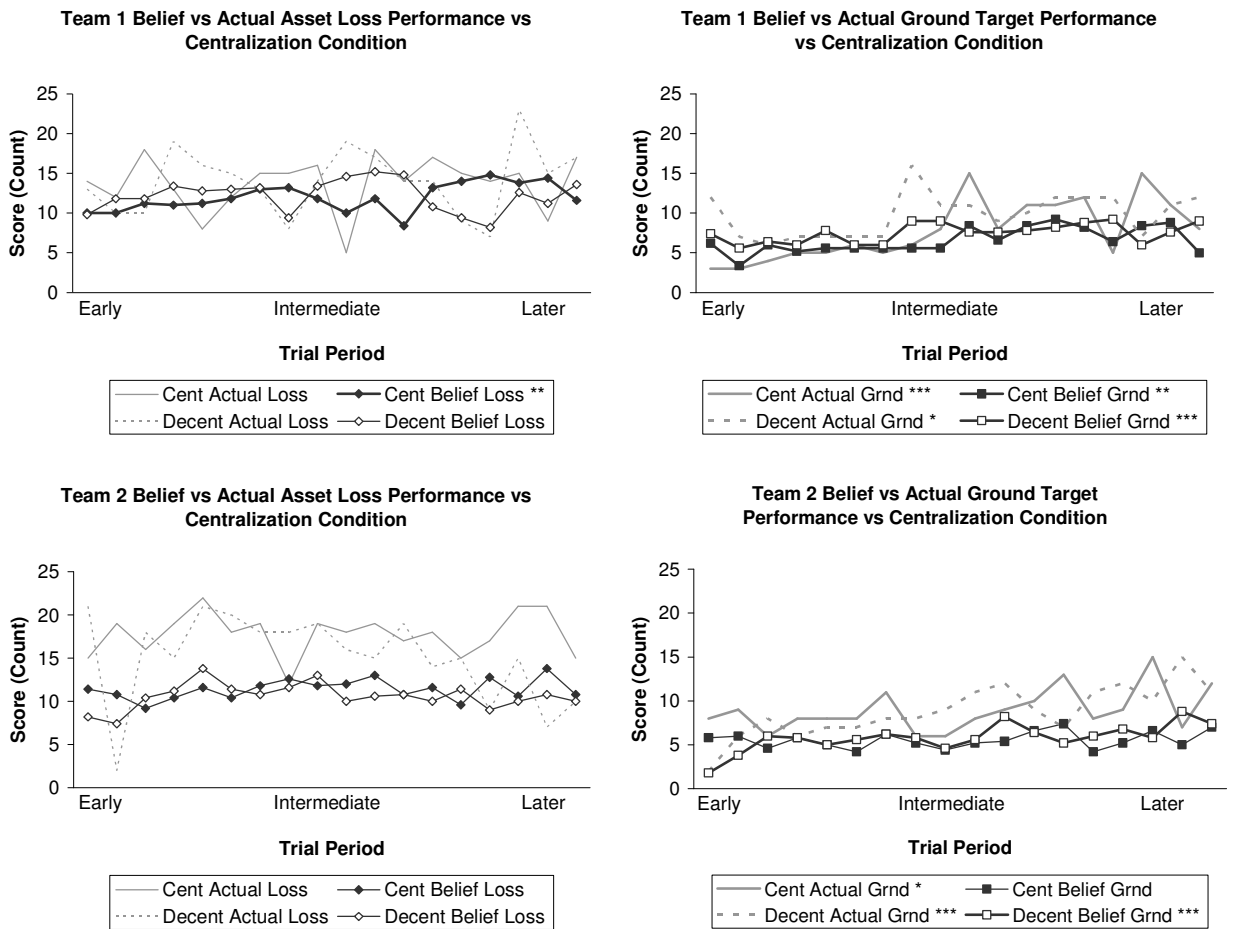 Team 1 Belief vs Actual Asset Loss Performance vs
Centralization Condition
25
20
15
10
5
0
Score (Count)
Early Intermediate Later
Trial Period
Cent Actual Loss Cent Belief Loss **
Decent Actual Loss Decent Belief Loss
Team 1 Belief vs Actual Ground Target Performance
vs Centralization Condition
25
20
15
10
5
0
Score (Count)
Early Intermediate Later
Trial Period
Cent Actual Grnd *** Cent Belief Grnd **
Decent Actual Grnd * Decent Belief Grnd ***
Team 2 Belief vs Actual Asset Loss Performance vs
Centralization Condition
25
20
15
10
5
0
Score (Count)
Early Intermediate Later
Trial Period
Cent Actual Loss Cent Belief Loss
Decent Actual Loss Decent Belief Loss
Team 2 Belief vs Actual Ground Target
Performance vs Centralization Condition
25
20
15
10
5
0
Score (Count)
Early Intermediate Later
Trial Period
Cent Actual Grnd * Cent Belief Grnd
Decent Actual Grnd *** Decent Belief Grnd ***